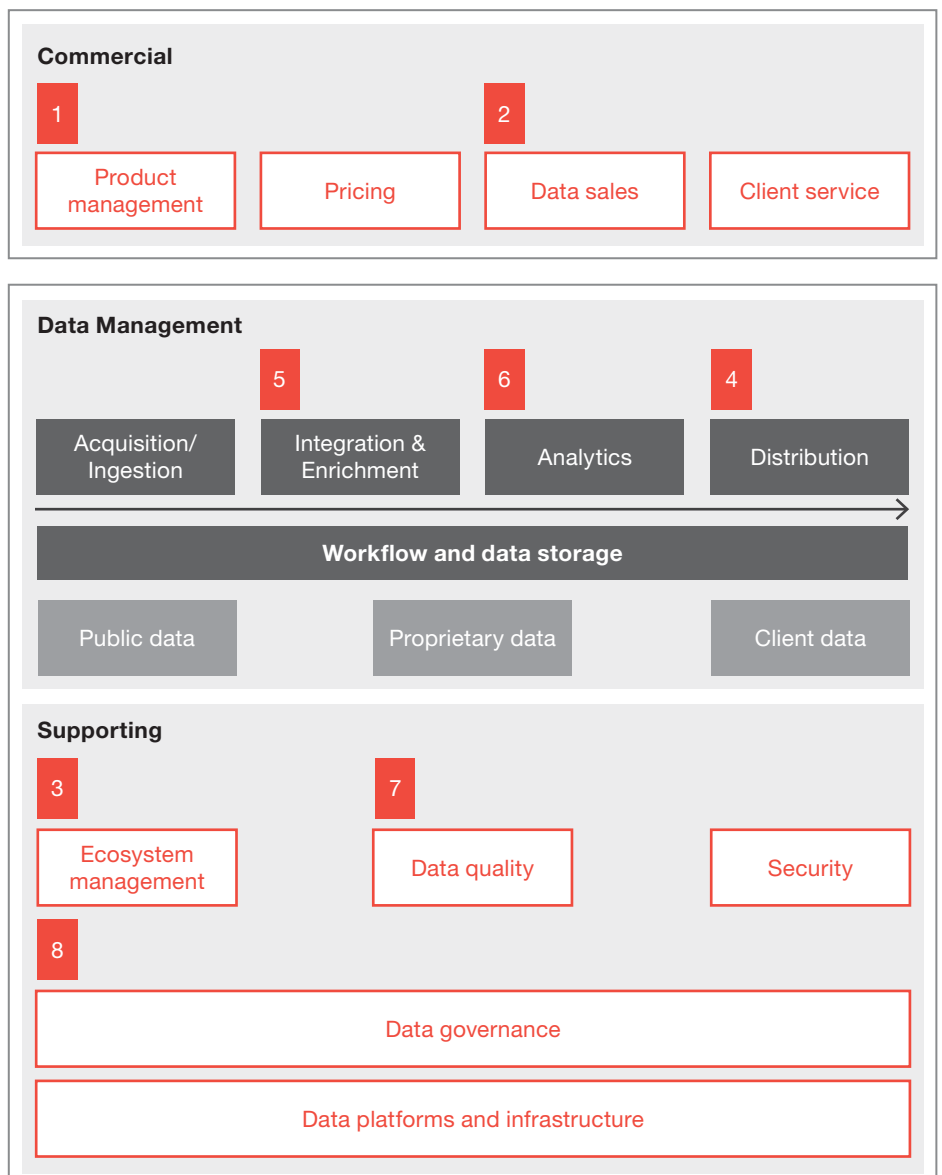 Commercial
1
2
Product
management
Pricing
Data sales
Client service
Data Management
5
6
4
Acquisition/
Ingestion
Integration &
Enrichment
Analytics
Distribution
Workflow and data storage
Public data
Proprietary data
Client data
Supporting
3
7
Ecosystem
management
Data quality
Security
8
Data governance
Data platforms and infrastructure